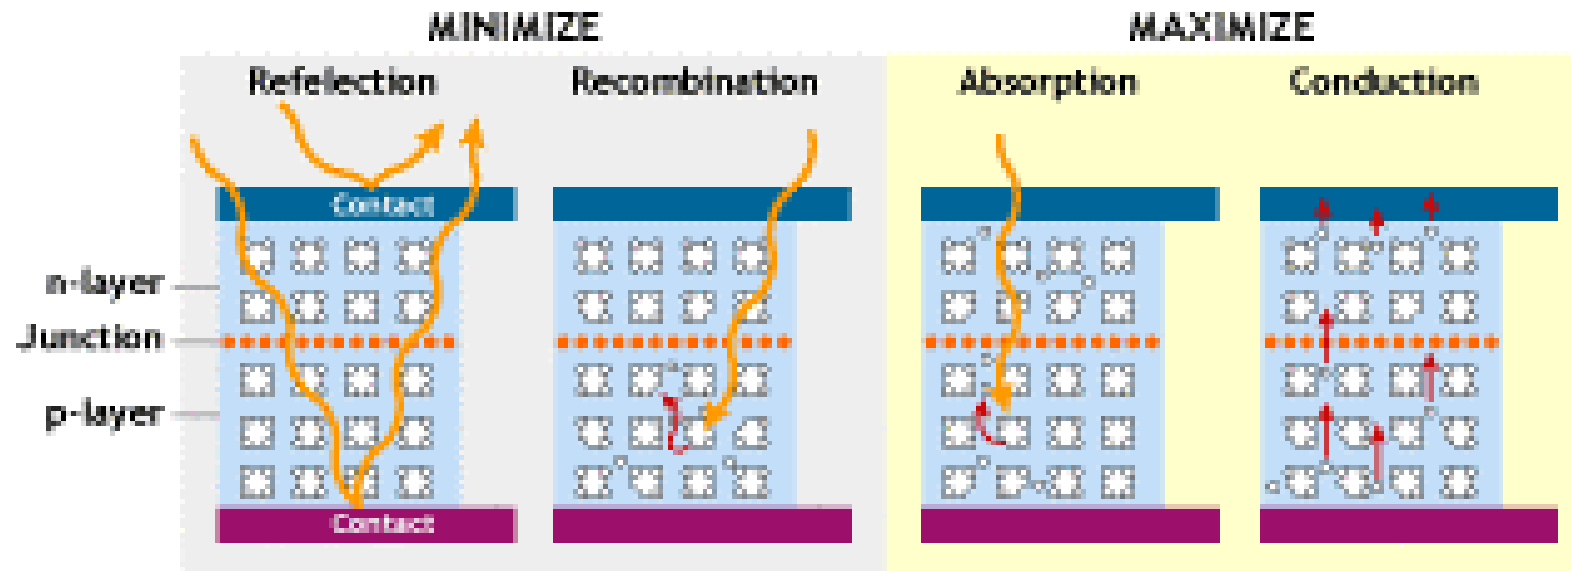 MINIMIZE
MAXIMIZE
Refelection
Recombination
Absorption
Conduction
Contact
n-layer
Junction
p-layer
Contact